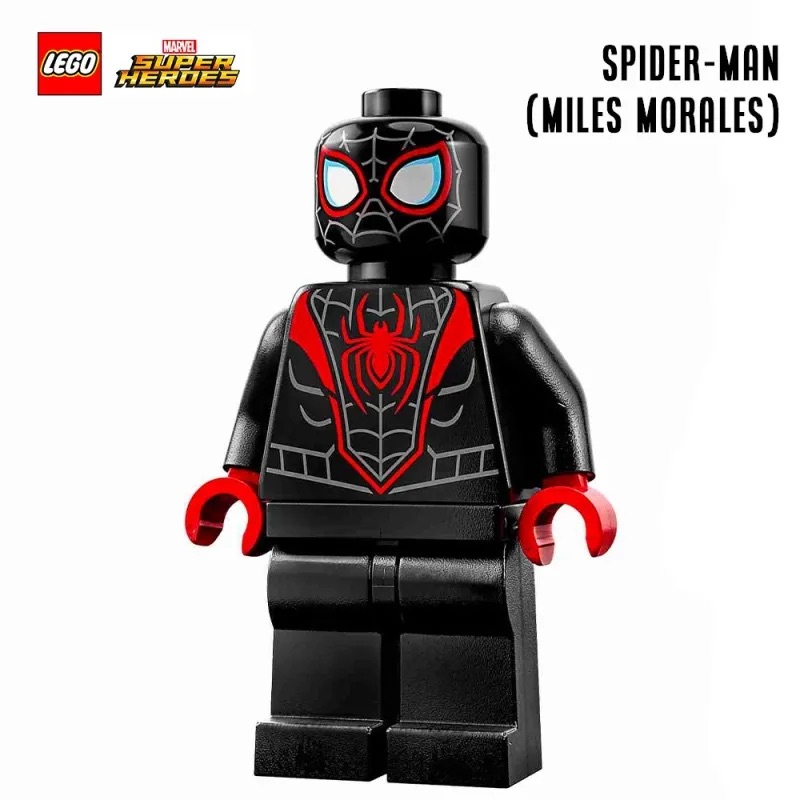 LEGO
MARVEL
SUPER
HEROES
SPIDER-MAN
(MILES MORALES)